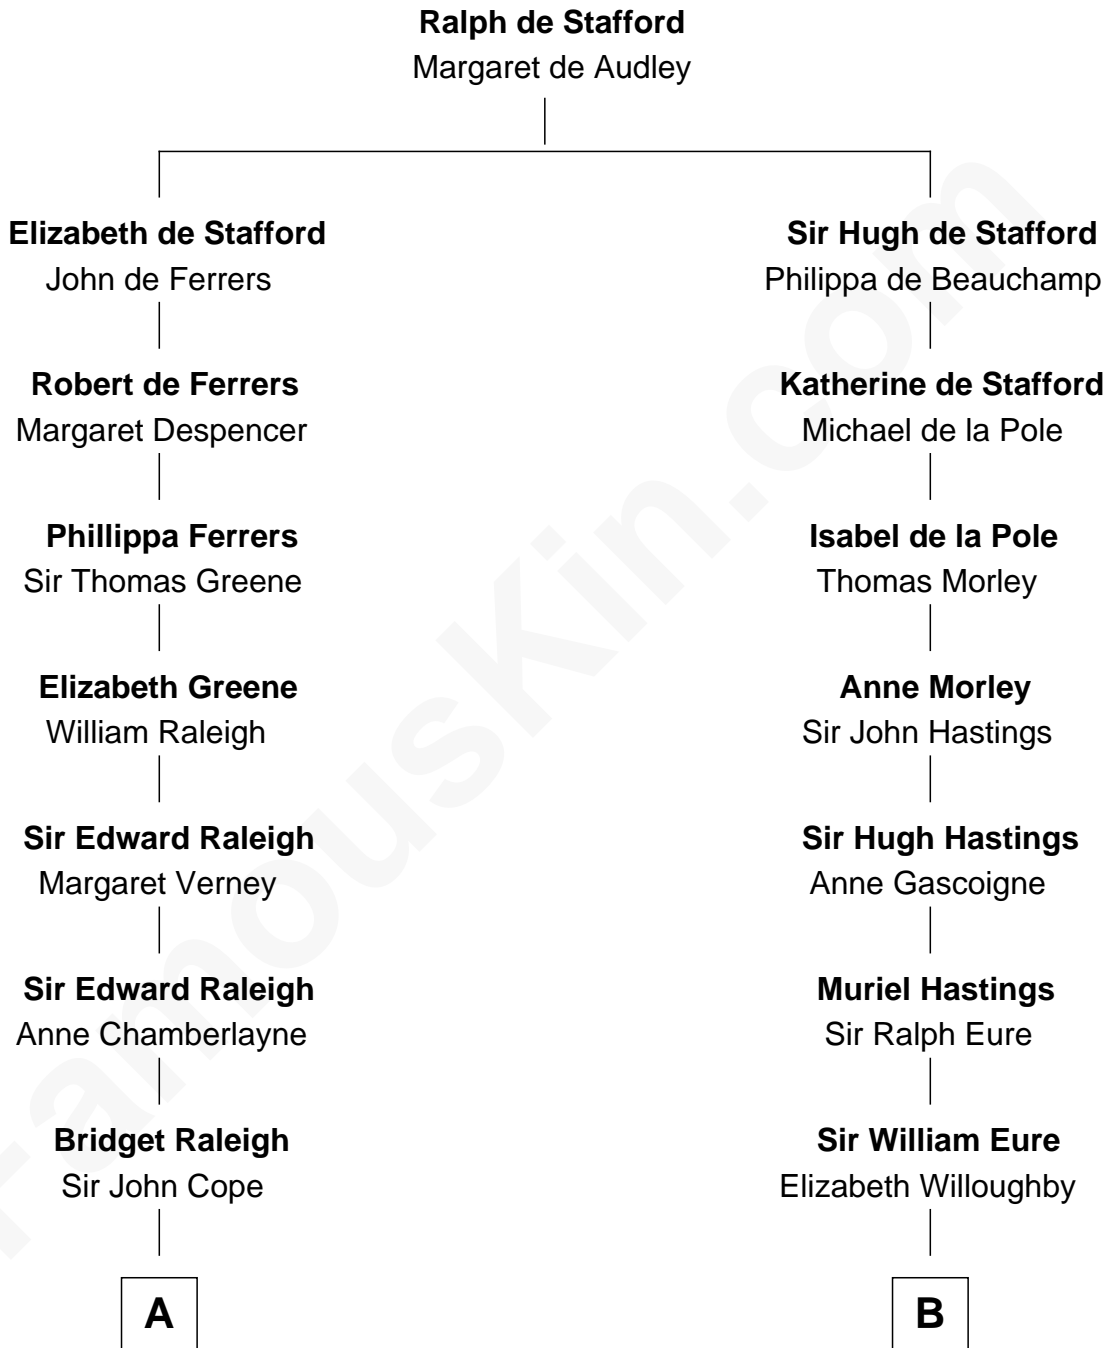 Ralph de Stafford
Margaret de Audley
Elizabeth de Stafford
John de Ferrers
Sir Hugh de Stafford
Philippa de Beauchamp
Robert de Ferrers
Margaret Despencer
Katherine de Stafford
Michael de la Pole
Phillippa Ferrers
Sir Thomas Greene
Isabel de la Pole
Thomas Morley
Elizabeth Greene
William Raleigh
Anne Morley
Sir John Hastings
Sir Edward Raleigh
Margaret Verney
Sir Hugh Hastings
Anne Gascoigne
Sir Edward Raleigh
Anne Chamberlayne
Muriel Hastings
Sir Ralph Eure
Bridget Raleigh
Sir John Cope
Sir William Eure
Elizabeth Willoughby
A
B
FamousKin.com